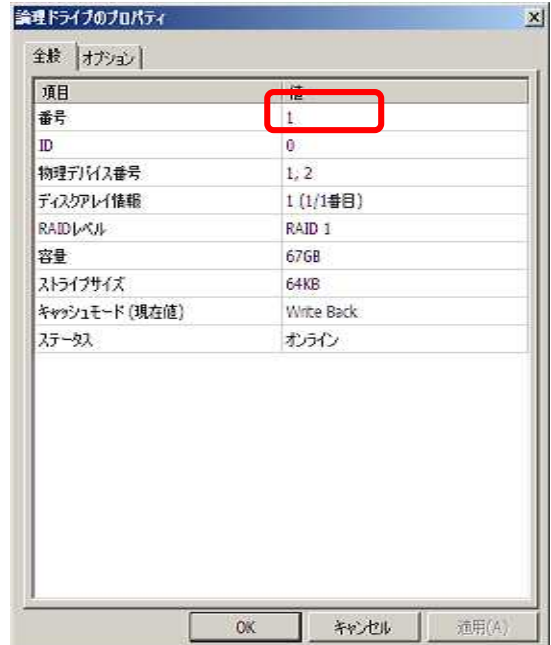 論理ドライブのプロパティ
全般 オプション
項目 値
番号 1
ID 0
物理デバイス番号 1, 2
ディスクアレイ情報 1 (1/1番目)
RAIDレベル RAID 1
容量 67GB
ストライプサイズ 64KB
キャッシュモード (現在値) Write Back
ステータス オンライン
OK キャンセル 適用(A)